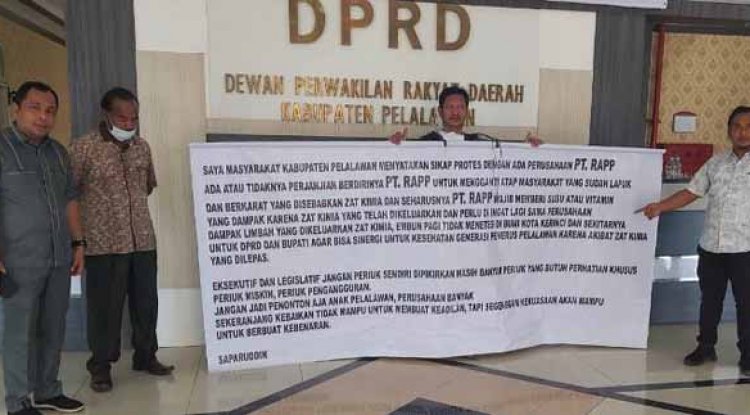 DPRD
DEWAN PERWAKILAN RAKYAT DAERAH
KABUPATEN PELALAWAN
SAYA MASYARAKAT KABUPATEN PELALAWAN MENYATAKAN SIKAP PROTES DENGAN ADA PERUSAHAAN PT. RAPP
ADA ATAU TIDAKNYA PERJANJIAN BERDIRINYA PT. RAPP UNTUK MENGGANTI ATAP MASYARAKAT YANG SUDAH LAPUK
DAN BERKARAT YANG DISEBABKAN ZAT KIMIA DAN SEHARUSNYA PT. RAPP WAJIB MEMBERI SUSU ATAU VITAMIN
YANG DAMPAK KARENA ZAT KIMIA YANG TELAH DIKELUARKAN DAN PERLU DI INGAT LAGI SAMA PERUSAHAAN
DAMPAK LIMBAH YANG DIKELUARKAN ZAT KIMIA, EMBUN PAGI TIDAK MENETES DI BUMI KOTA KERINCI DAN SEKITARNYA
UNTUK DPRD DAN BUPATI AGAR BISA SINERGI UNTUK KESEHATAN GENERASI PENERUS PELALAWAN KARENA AKIBAT ZAT KIMIA
YANG DILEPAS.
EKSEKUTIF DAN LEGISLATIF JANGAN PERIUK SENDIRI DIPIKIRKAN MASIH BANYAK PERIUK YANG BUTUH PERHATIAN KHUSUS
PERIUK MISKIN, PERIUK PENGANGGURAN.
JANGAN JADI PENONTON AJA ANAK PELALAWAN, PERUSAHAAN BANYAK
SEKERANJANG KEBAIKAN TIDAK MAMPU UNTUK MEMBUAT KEADILAN, TAPI SEGENGGAM KEKUASAAN AKAN MAMPU
UNTUK BERBUAT KEBENARAN.
SAPARUDDIN